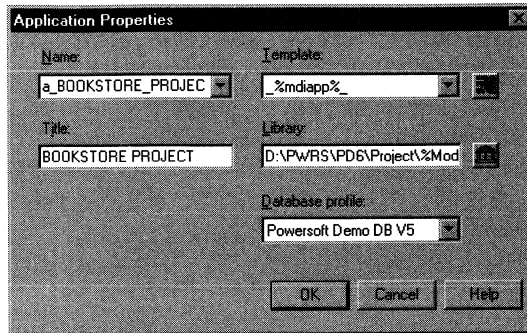 Application Properties
Name:
Template:
a_BOOKSTORE_PROJEC
_%mdiapp%_
Title:
Library:
BOOKSTORE PROJECT
D:\PWRS\PD6\Project\%Mod
Database profile:
Powersoft Demo DB V5
OK
Cancel
Help